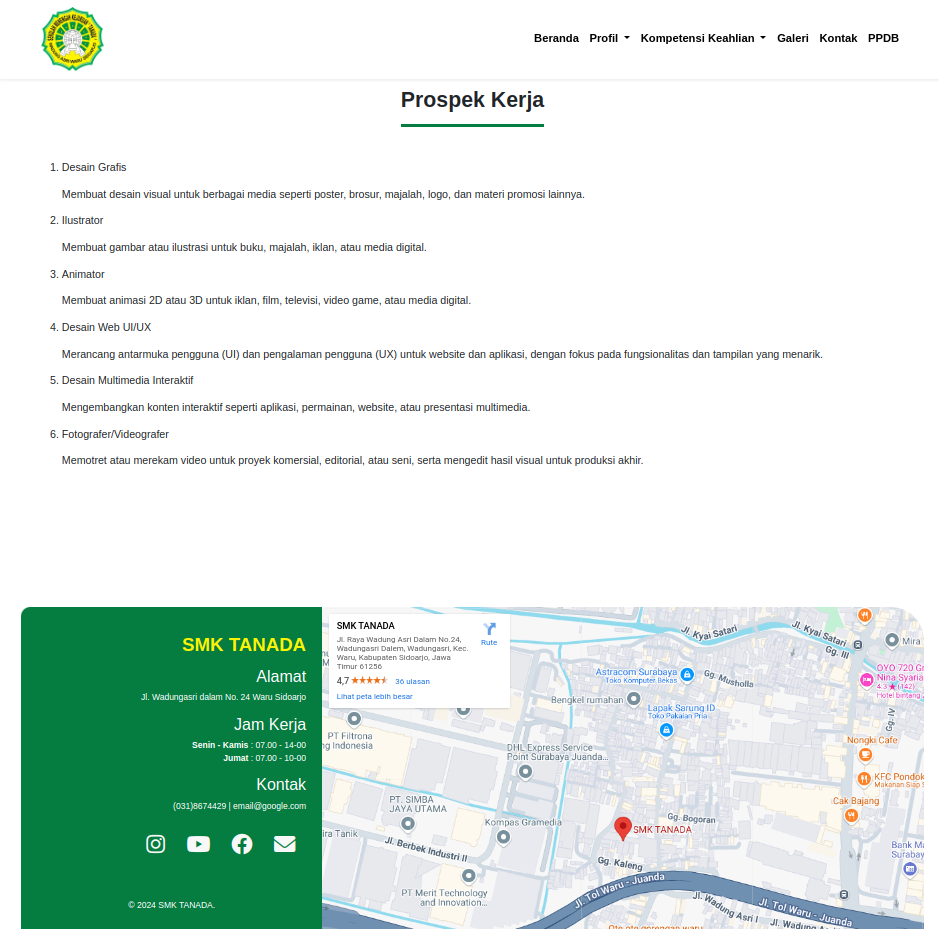 Beranda Profil Kompetensi Keahlian Galeri Kontak PPDB
Prospek Kerja
1. Desain Grafis
Membuat desain visual untuk berbagai media seperti poster, brosur, majalah, logo, dan materi promosi lainnya.
2. Ilustrator
Membuat gambar atau ilustrasi untuk buku, majalah, iklan, atau media digital.
3. Animator
Membuat animasi 2D atau 3D untuk iklan, film, televisi, video game, atau media digital.
4. Desain Web UI/UX
Merancang antarmuka pengguna (UI) dan pengalaman pengguna (UX) untuk website dan aplikasi, dengan fokus pada fungsionalitas dan tampilan yang menarik.
5. Desain Multimedia Interaktif
Mengembangkan konten interaktif seperti aplikasi, permainan, website, atau presentasi multimedia.
6. Fotografer/Videografer
Memotret atau merekam video untuk proyek komersial, editorial, atau seni, serta mengedit hasil visual untuk produksi akhir.
SMK TANADA
Alamat
Jl. Wadungasri dalam No. 24 Waru Sidoarjo
Jam Kerja
Senin - Kamis : 07.00 - 14-00
Jumat : 07.00 - 10-00
Kontak
(031)8674429 | email@google.com
© 2024 SMK TANADA.
SMK TANADA
Jl. Raya Wadung Asri Dalam No.24,
Wadungasri Dalem, Wadungasri, Kec.
Waru, Kabupaten Sidoarjo, Jawa
Timur 61256
Rute
4,7 36 ulasan
Lihat peta lebih besar
Jl. Kyai Satari
Jl. Kyai Satari
Gg. III
Mira
Astracom Surabaya
Toko Komputer Bekas
Gg. Musholla
OYO 720 Gr
Nina Syaria
4.3 ★ (142)
Hotel bintang
Bengkel rumahan
Lapak Sarung ID
Toko Pakaian Pria
Gg. IV
PT Filtrona
ng Indonesia
DHL Express Service
Point Surabaya Juanda...
Nongki Cafe
KFC Pondok
Makanan Siap S
PT. SIMBA
JAYA UTAMA
Cak Bajang
Kompas Gramedia
Gg. Bogoran
SMK TANADA
ira Tanik
Jl. Berbek Industri II
Bank Ma
Surabay
Gg. Kaleng
PT Merit Technology
and Innovation...
Jl. Tol Waru - Juanda
Jl. Wadung Asri I
Jl. Tol Waru - Juanda
Jl. Wadung As
Ote ote gorengan waru